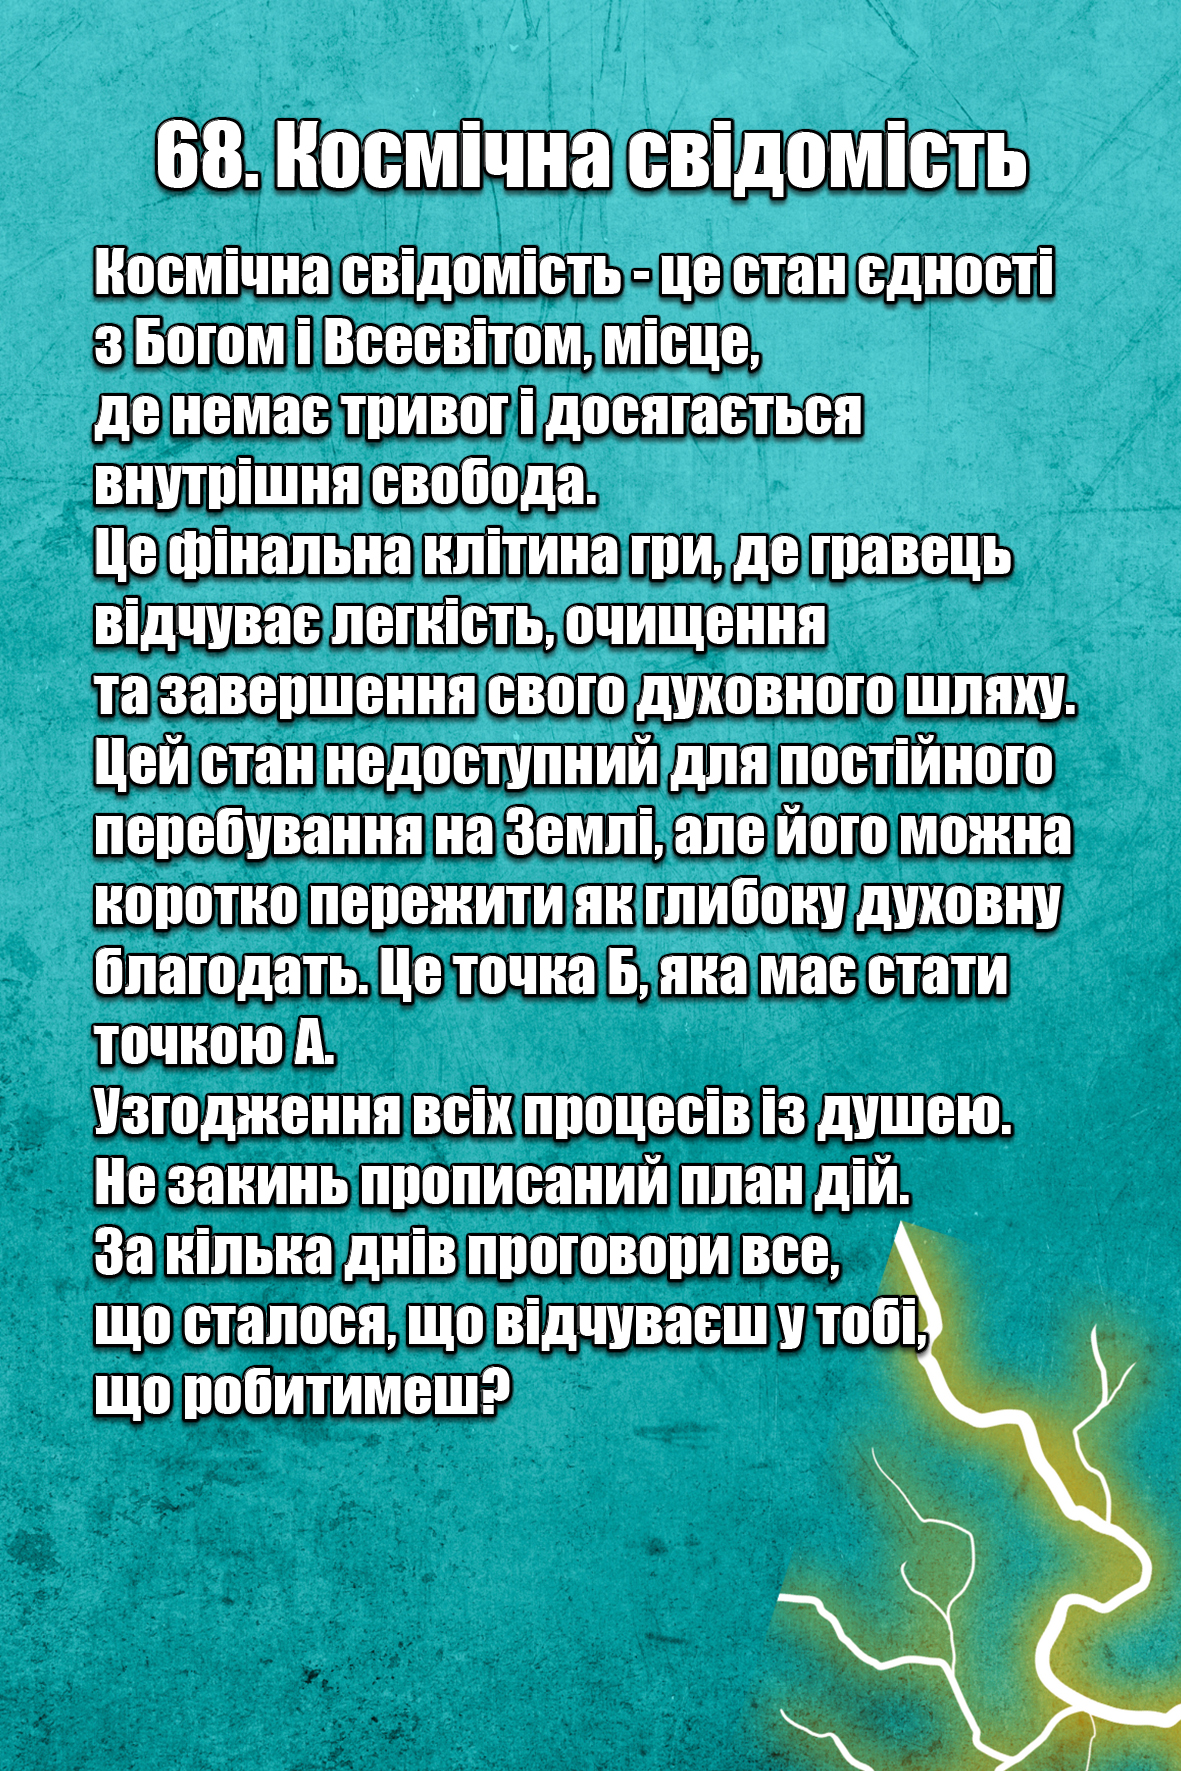 68. Космічна свідомість
Космічна свідомість - це стан єдності
з Богом і Всесвітом, місце,
де немає тривог і досягається
внутрішня свобода.
Це фінальна клітина гри, де гравець
відчуває легкість, очищення
та завершення свого духовного шляху.
Цей стан недоступний для постійного
перебування на Землі, але його можна
коротко пережити як глибоку духовну
благодать. Це точка Б, яка має стати
точкою А.
Узгодження всіх процесів із душею.
Не закинь прописаний план дій.
За кілька днів проговори все,
що сталося, що відчуваєш у тобі,
що робитимеш?